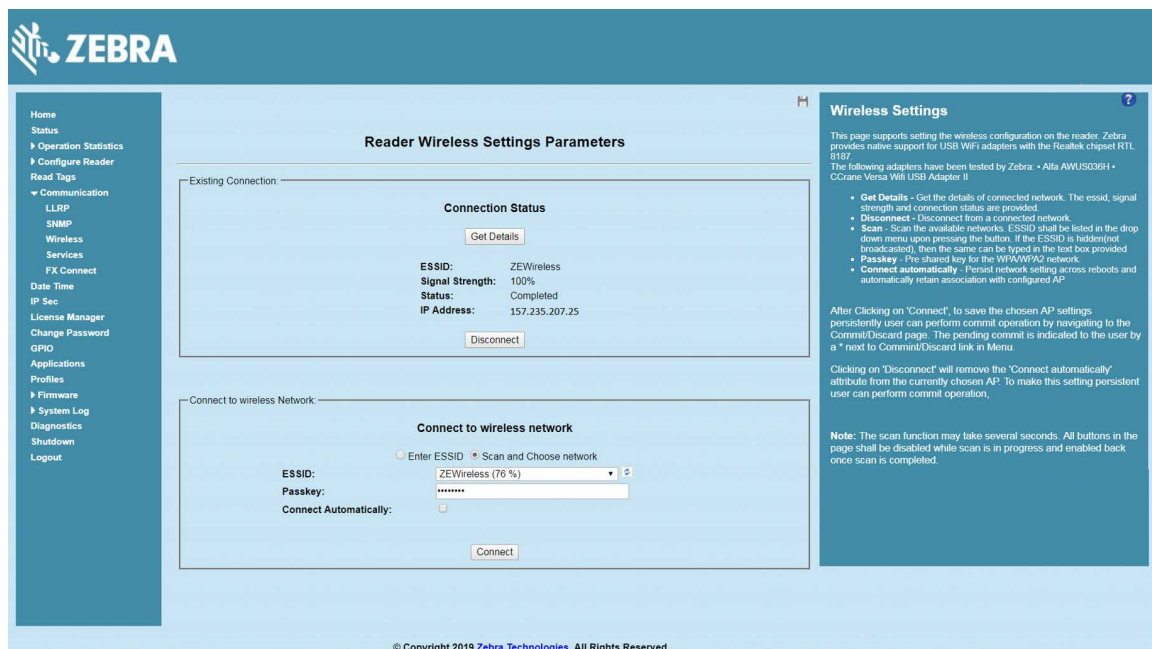 ZEBRA
Home
Status
Operation Statistics
Configure Reader
Read Tags
Communication
LLRP
SNMP
Wireless
Services
FX Connect
Date Time
IP Sec
License Manager
Change Password
GPIO
Applications
Profiles
Firmware
System Log
Diagnostics
Shutdown
Logout
Reader Wireless Settings Parameters
Existing Connection:
Connection Status
Get Details
ESSID: ZEWireless
Signal Strength: 100%
Status: Completed
IP Address: 157.235.207.25
Disconnect
Connect to wireless Network:
Connect to wireless network
Enter ESSID Scan and Choose network
ESSID: ZEWireless (76 %)
Passkey: ••••••••
Connect Automatically:
Connect
?
Wireless Settings
This page supports setting the wireless configuration on the reader. Zebra
provides native support for USB WiFi adapters with the Realtek chipset RTL
8187.
The following adapters have been tested by Zebra: • Alfa AWUS036H •
CCrane Versa Wifi USB Adapter II
• Get Details - Get the details of connected network. The essid, signal
strength and connection status are provided.
• Disconnect - Disconnect from a connected network.
• Scan - Scan the available networks. ESSID shall be listed in the drop
down menu upon pressing the button. If the ESSID is hidden(not
broadcasted), then the same can be typed in the text box provided
• Passkey - Pre shared key for the WPA/WPA2 network.
• Connect automatically - Persist network setting across reboots and
automatically retain association with configured AP
After Clicking on 'Connect', to save the chosen AP settings
persistently user can perform commit operation by navigating to the
Commit/Discard page. The pending commit is indicated to the user by
a * next to Commint/Discard link in Menu.
Clicking on 'Disconnect' will remove the 'Connect automatically'
attribute from the currently chosen AP. To make this setting persistent
user can perform commit operation,
Note: The scan function may take several seconds. All buttons in the
page shall be disabled while scan is in progress and enabled back
once scan is completed.
© Copyright 2019 Zebra Technologies. All Rights Reserved.